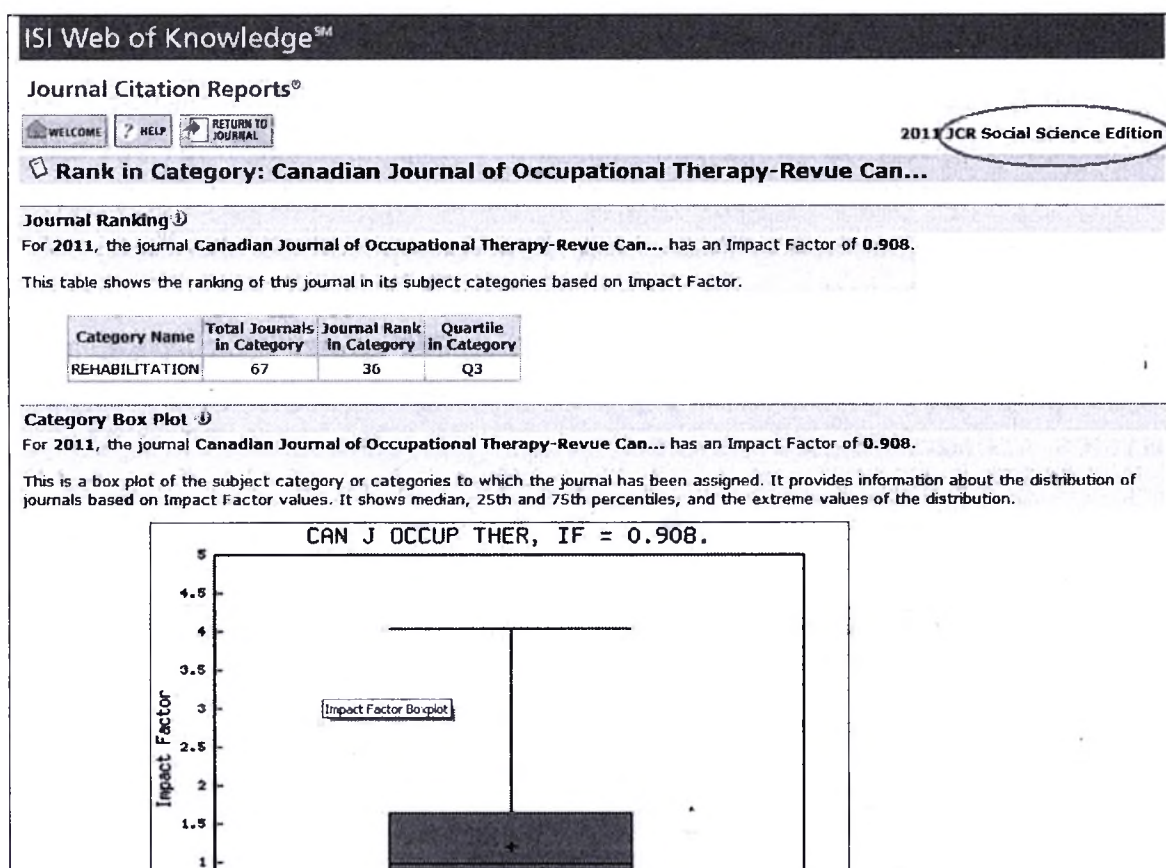 ISI Web of Knowledge℠
Journal Citation Reports®
WELCOME ? HELP RETURN TO JOURNAL
2011 JCR Social Science Edition
Rank in Category: Canadian Journal of Occupational Therapy-Revue Can...
Journal Ranking
For 2011, the journal Canadian Journal of Occupational Therapy-Revue Can... has an Impact Factor of 0.908.
This table shows the ranking of this journal in its subject categories based on Impact Factor.
Category Name Total Journals in Category Journal Rank in Category Quartile in Category
REHABILITATION 67 36 Q3
Category Box Plot
For 2011, the journal Canadian Journal of Occupational Therapy-Revue Can... has an Impact Factor of 0.908.
This is a box plot of the subject category or categories to which the journal has been assigned. It provides information about the distribution of
journals based on Impact Factor values. It shows median, 25th and 75th percentiles, and the extreme values of the distribution.
CAN J OCCUP THER, IF = 0.908.
5
4.5
4
3.5
3
2.5
2
1.5
1
Impact Factor
Impact Factor Boxplot